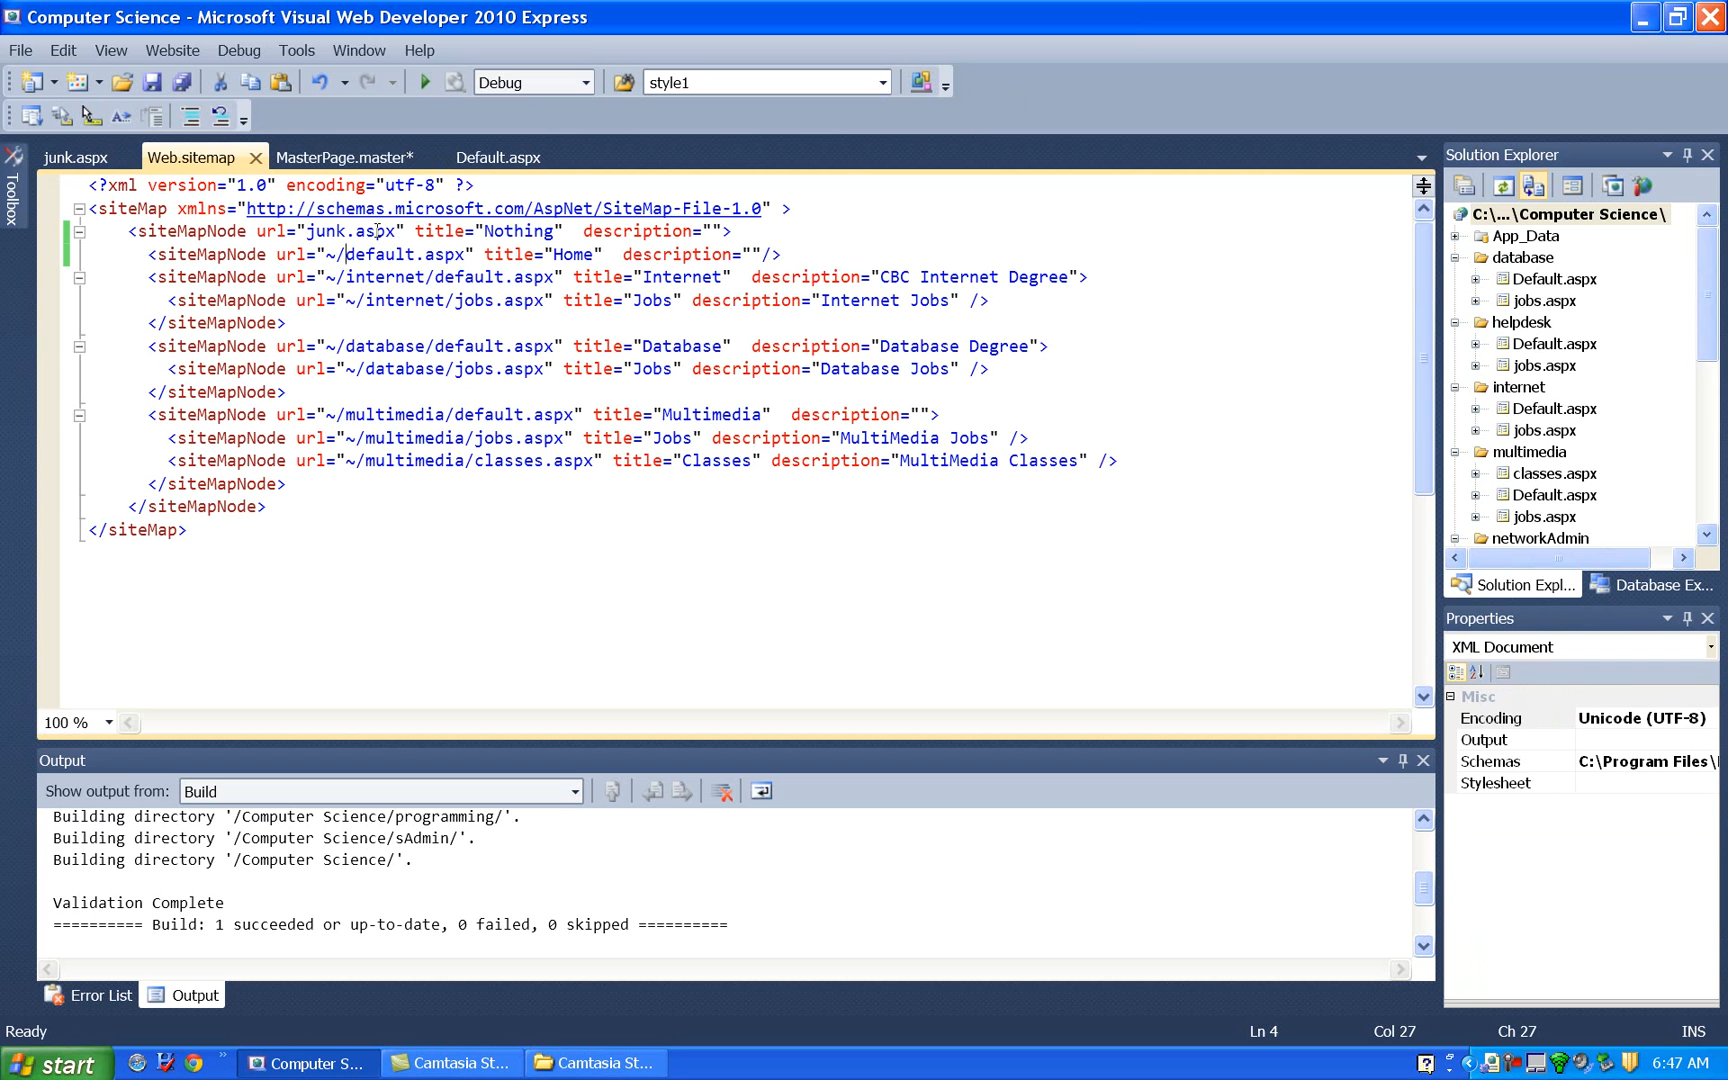 Computer Science - Microsoft Visual Web Developer 2010 Express
File Edit View Website Debug Tools Window Help
Debug style1
junk.aspx Web.sitemap MasterPage.master* Default.aspx
Toolbox
<?xml version="1.0" encoding="utf-8" ?>
<siteMap xmlns="http://schemas.microsoft.com/AspNet/SiteMap-File-1.0" >
<siteMapNode url="junk.aspx" title="Nothing" description="">
<siteMapNode url="~/default.aspx" title="Home" description=""/>
<siteMapNode url="~/internet/default.aspx" title="Internet" description="CBC Internet Degree">
<siteMapNode url="~/internet/jobs.aspx" title="Jobs" description="Internet Jobs" />
</siteMapNode>
<siteMapNode url="~/database/default.aspx" title="Database" description="Database Degree">
<siteMapNode url="~/database/jobs.aspx" title="Jobs" description="Database Jobs" />
</siteMapNode>
<siteMapNode url="~/multimedia/default.aspx" title="Multimedia" description="">
<siteMapNode url="~/multimedia/jobs.aspx" title="Jobs" description="MultiMedia Jobs" />
<siteMapNode url="~/multimedia/classes.aspx" title="Classes" description="MultiMedia Classes" />
</siteMapNode>
</siteMapNode>
</siteMap>
100 %
Output
Show output from: Build
Building directory '/Computer Science/programming/'.
Building directory '/Computer Science/sAdmin/'.
Building directory '/Computer Science/'.
Validation Complete
========== Build: 1 succeeded or up-to-date, 0 failed, 0 skipped ==========
Error List Output
Solution Explorer
C:\...\Computer Science\
App_Data
database
Default.aspx
jobs.aspx
helpdesk
Default.aspx
jobs.aspx
internet
Default.aspx
jobs.aspx
multimedia
classes.aspx
Default.aspx
jobs.aspx
networkAdmin
Solution Expl... Database Ex...
Properties
XML Document
Misc
Encoding Unicode (UTF-8)
Output
Schemas C:\Program Files\
Stylesheet
Ready Ln 4 Col 27 Ch 27 INS
start Computer S... Camtasia St... Camtasia St... 6:47 AM